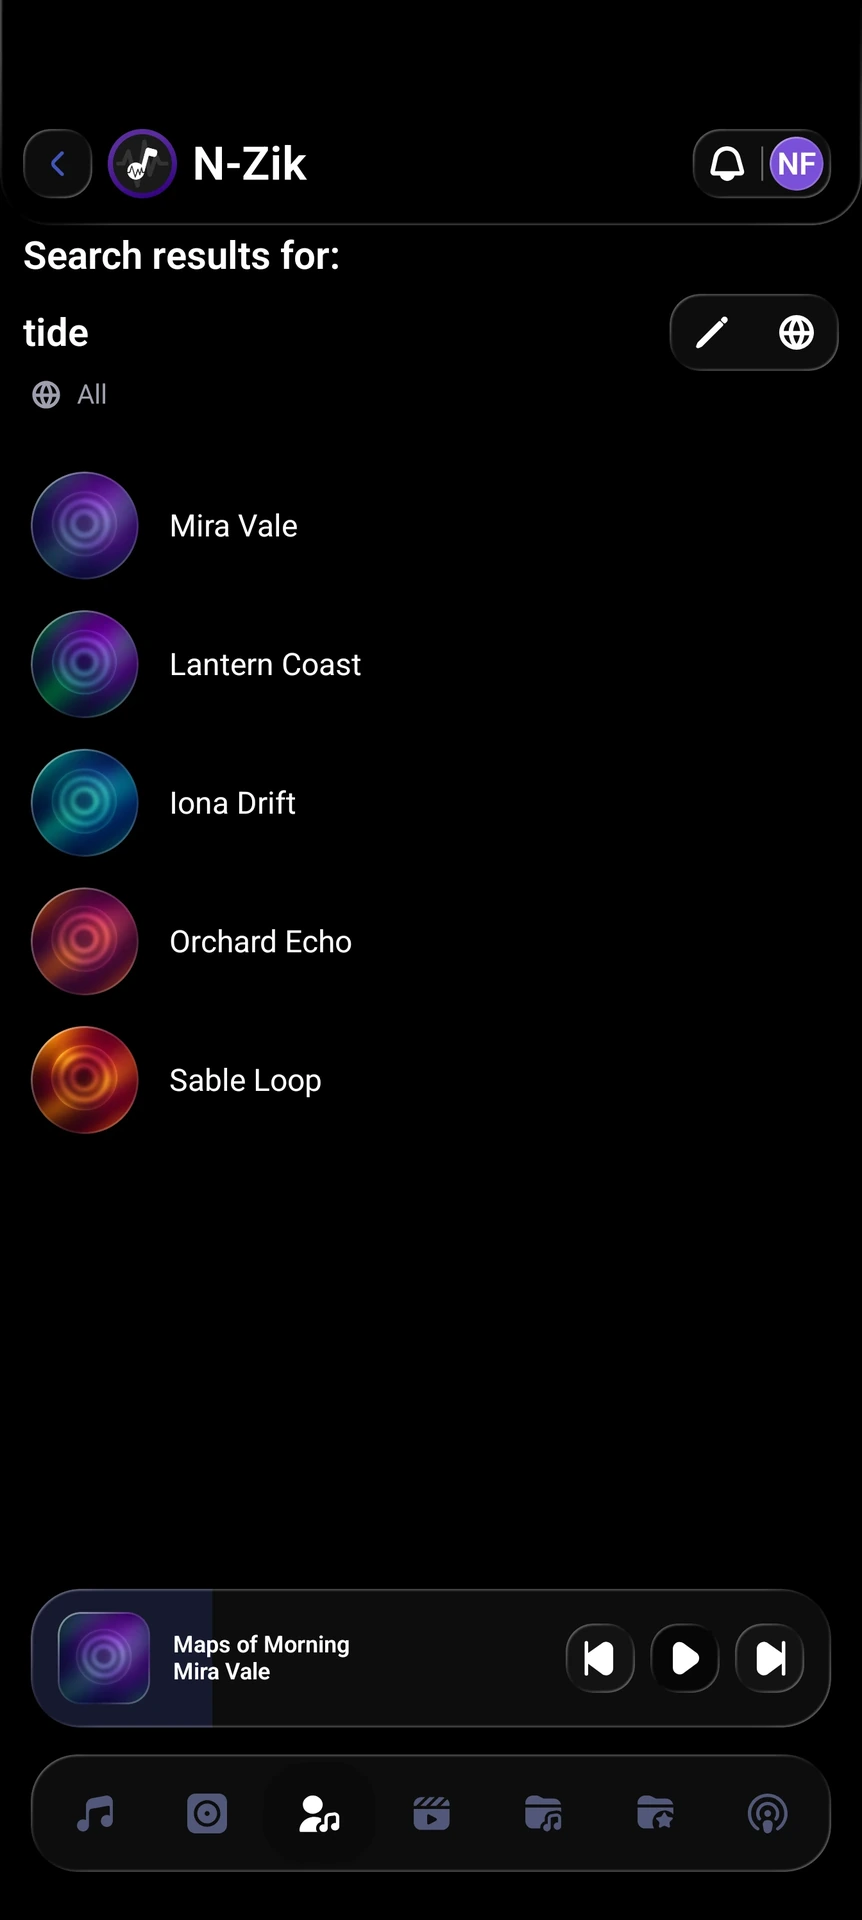 N-Zik
NF
Search results for:
tide
All
Mira Vale
Lantern Coast
Iona Drift
Orchard Echo
Sable Loop
Maps of Morning
Mira Vale